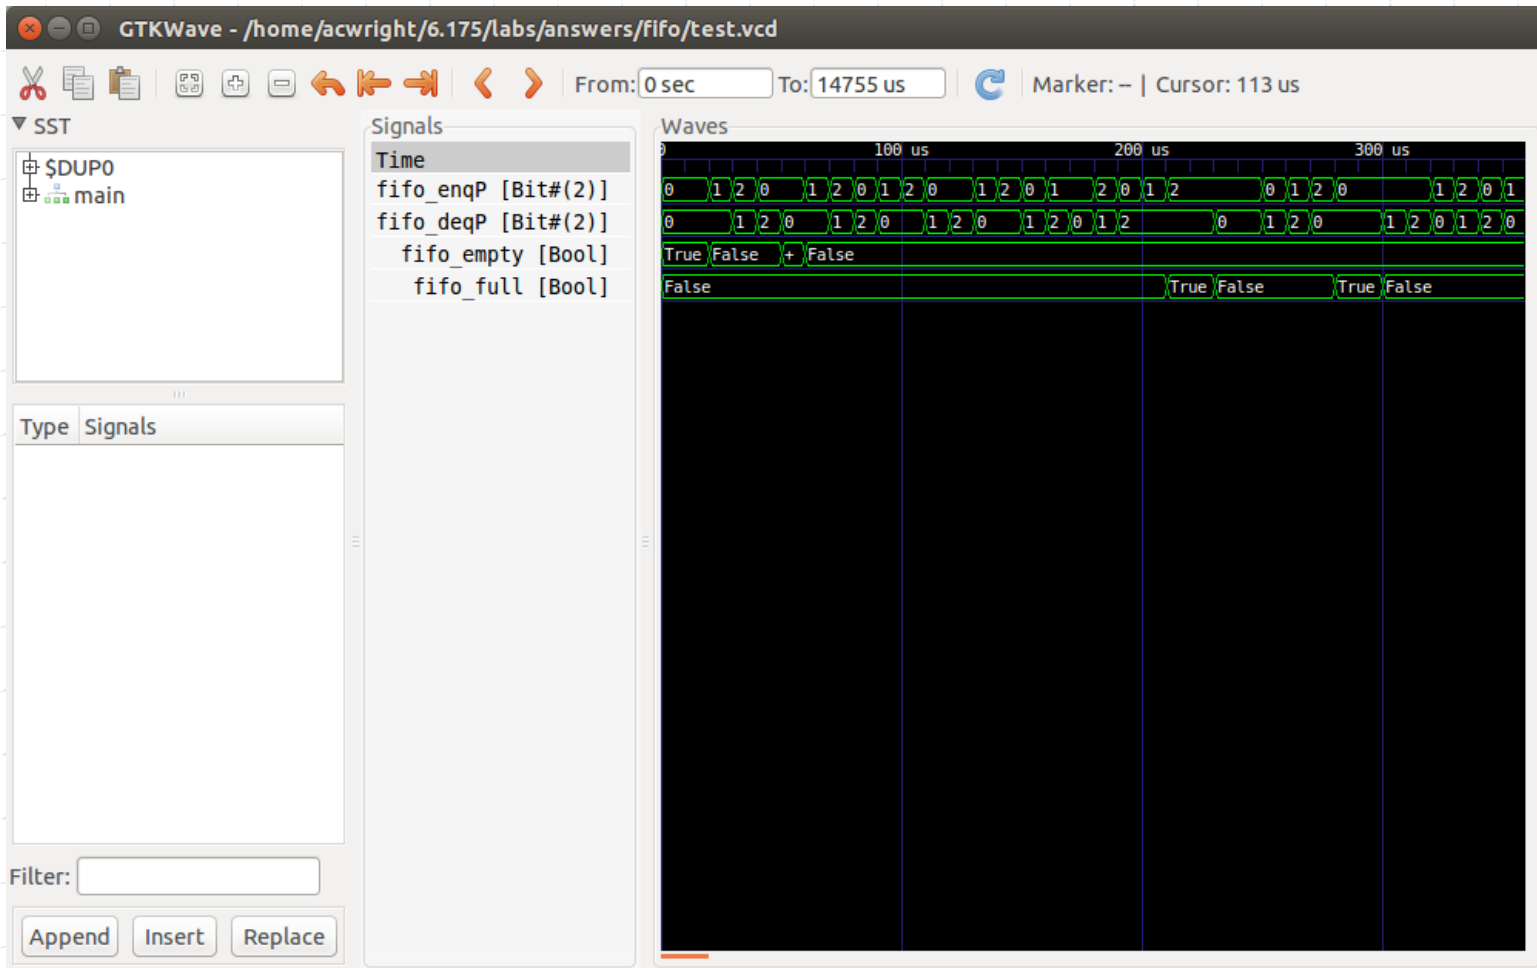 GTKWave - /home/acwright/6.175/labs/answers/fifo/test.vcd
From: 0 sec To: 14755 us Marker: -- | Cursor: 113 us
SST
$DUP0
main
Type Signals
Filter:
Append Insert Replace
Signals
Time
fifo_enqP [Bit#(2)]
fifo_deqP [Bit#(2)]
fifo_empty [Bool]
fifo_full [Bool]
Waves
0 100 us 200 us 300 us
0 1 2 0 1 2 0 1 2 0 1 2 0 1 2 0 1 2 0 1 2 0 1 2 0 1
0 1 2 0 1 2 0 1 2 0 1 2 0 1 2 0 1 2 0 1 2 0 1 2 0
True False + False
False True False True False